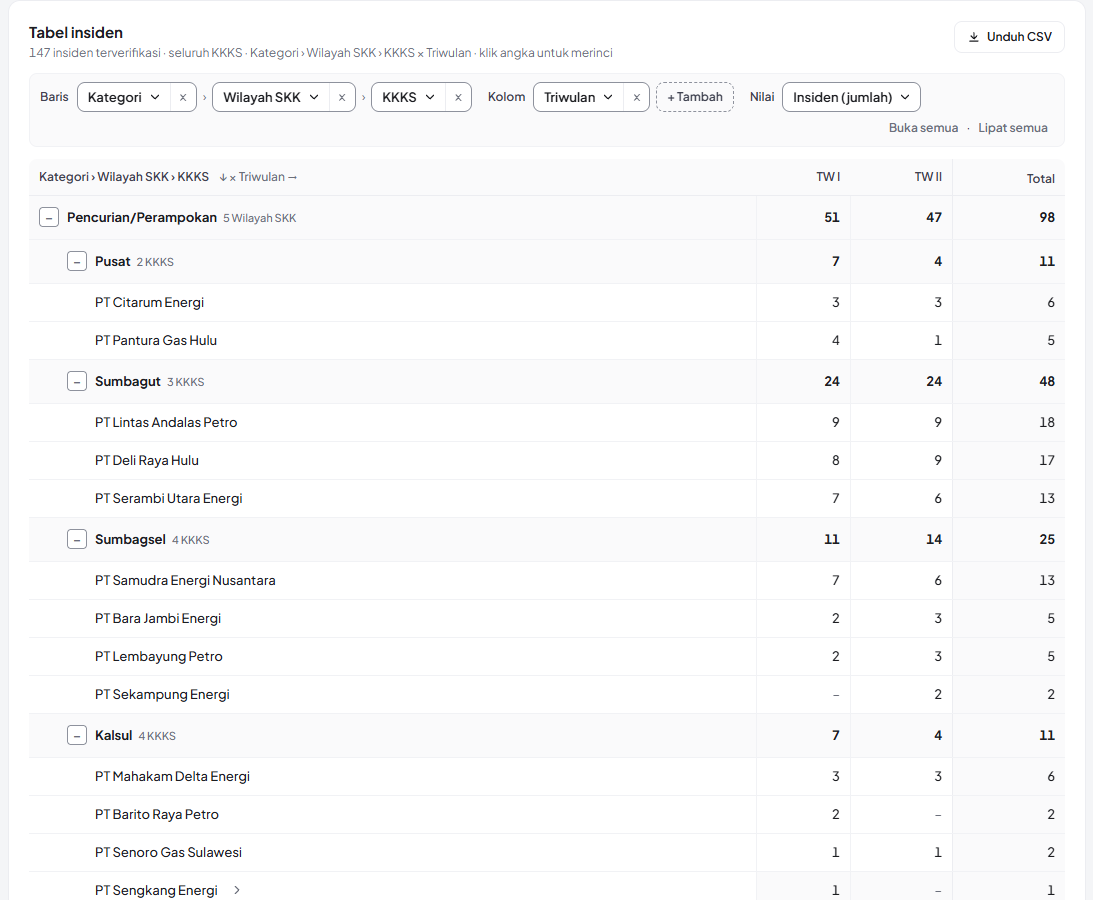 Tabel insiden
147 insiden terverifikasi · seluruh KKKS · Kategori › Wilayah SKK › KKKS × Triwulan · klik angka untuk merinci
Unduh CSV
Baris Kategori × › Wilayah SKK × › KKKS × Kolom Triwulan × + Tambah Nilai Insiden (jumlah)
Buka semua · Lipat semua
Kategori › Wilayah SKK › KKKS ↓ × Triwulan → TW I TW II Total
– Pencurian/Perampokan 5 Wilayah SKK 51 47 98
– Pusat 2 KKKS 7 4 11
PT Citarum Energi 3 3 6
PT Pantura Gas Hulu 4 1 5
– Sumbagut 3 KKKS 24 24 48
PT Lintas Andalas Petro 9 9 18
PT Deli Raya Hulu 8 9 17
PT Serambi Utara Energi 7 6 13
– Sumbagsel 4 KKKS 11 14 25
PT Samudra Energi Nusantara 7 6 13
PT Bara Jambi Energi 2 3 5
PT Lembayung Petro 2 3 5
PT Sekampung Energi – 2 2
– Kalsul 4 KKKS 7 4 11
PT Mahakam Delta Energi 3 3 6
PT Barito Raya Petro 2 – 2
PT Senoro Gas Sulawesi 1 1 2
PT Sengkang Energi › 1 – 1